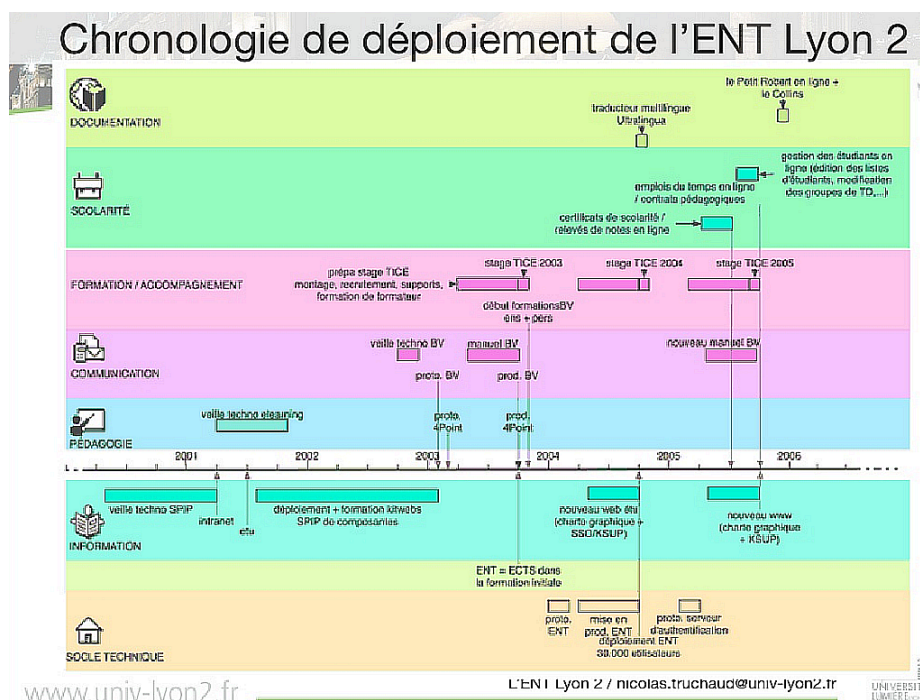 Chronologie de déploiement de l'ENT Lyon 2
le Petit Robert en ligne +
le Collins
traducteur multilingue
Ultralingua
DOCUMENTATION
gestion des étudiants en
ligne (édition des listes
d'étudiants, modification
des groupes de TD,...)
emplois du temps en ligne
/ contrats pédagogiques
SCOLARITÉ
certificats de scolarité /
relevés de notes en ligne
stage TICE 2003
stage TICE 2004
stage TICE 2005
prépa stage TICE
montage, recrutement, supports,
formation de formateur
FORMATION / ACCOMPAGNEMENT
début formationsBV
ens + pers
veille techno BV
manuel BV
nouveau manuel BV
COMMUNICATION
proto. BV
prod. BV
veille techno elearning
proto.
4Point
prod.
4Point
PÉDAGOGIE
2001
2002
2003
2004
2005
2006
veille techno SPIP
intranet
etu
déploiement + formation kitwebs
SPIP de composantes
nouveau web étu
(charte graphique +
SSO/KSUP)
nouveau www
(charte graphique
+ KSUP)
INFORMATION
ENT = ECTS dans
la formation initiale
proto.
ENT
mise en
prod. ENT
déploiement ENT
30.000 utilisateurs
proto. serveur
d'authentification
SOCLE TECHNIQUE
L'ENT Lyon 2 / nicolas.truchaud@univ-lyon2.fr
www.univ-lyon2.fr